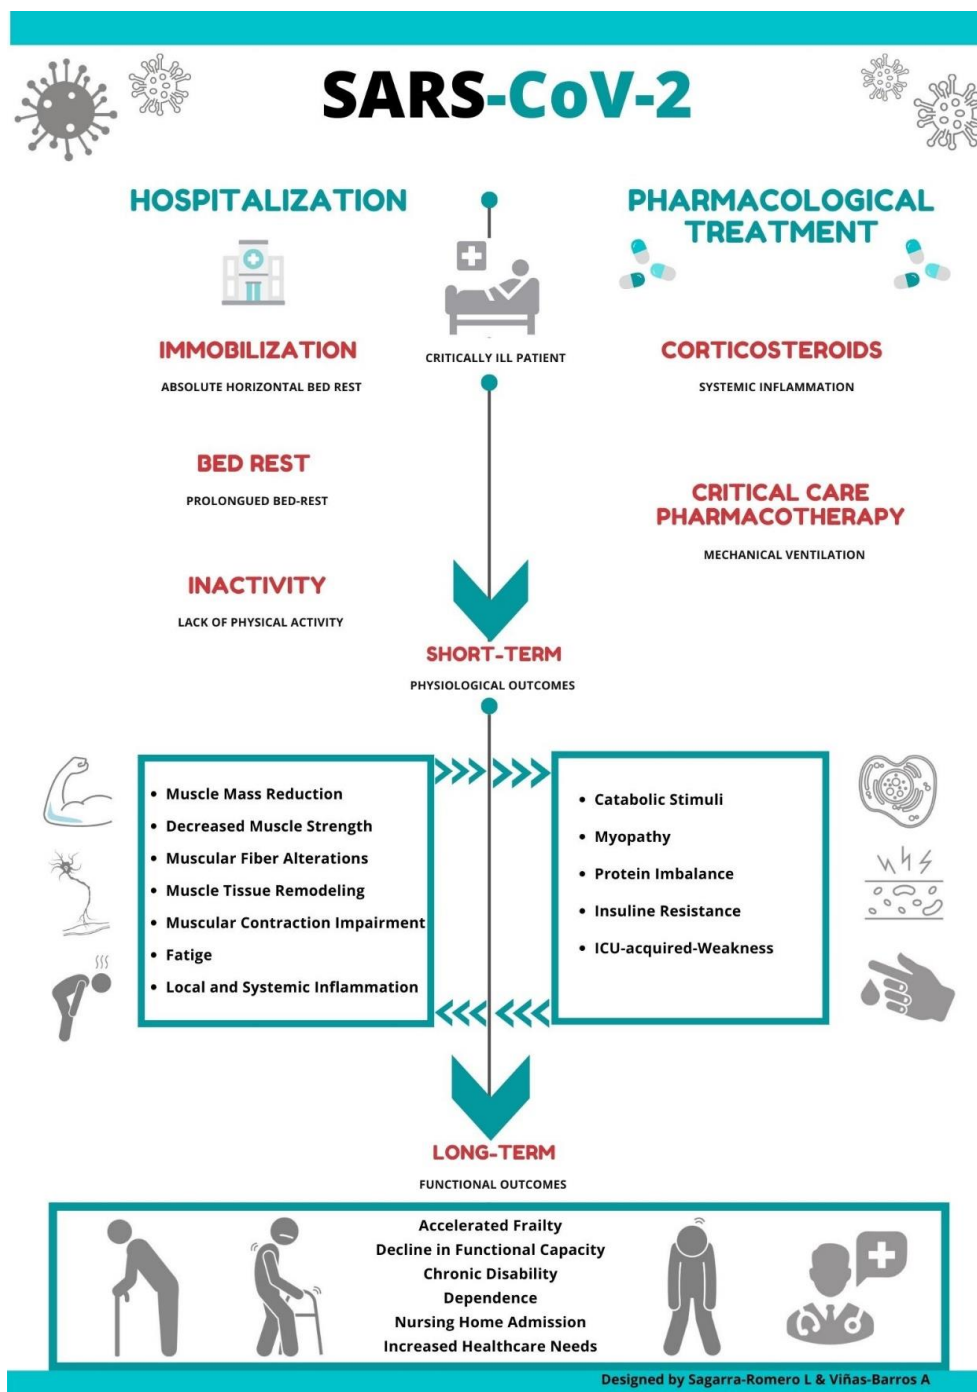 SARS-CoV-2
HOSPITALIZATION
IMMOBILIZATION
ABSOLUTE HORIZONTAL BED REST
BED REST
PROLONGUED BED-REST
INACTIVITY
LACK OF PHYSICAL ACTIVITY
CRITICALLY ILL PATIENT
PHARMACOLOGICAL
TREATMENT
CORTICOSTEROIDS
SYSTEMIC INFLAMMATION
CRITICAL CARE
PHARMACOTHERAPY
MECHANICAL VENTILATION
SHORT-TERM
PHYSIOLOGICAL OUTCOMES
• Muscle Mass Reduction
• Decreased Muscle Strength
• Muscular Fiber Alterations
• Muscle Tissue Remodeling
• Muscular Contraction Impairment
• Fatige
• Local and Systemic Inflammation
• Catabolic Stimuli
• Myopathy
• Protein Imbalance
• Insuline Resistance
• ICU-acquired-Weakness
LONG-TERM
FUNCTIONAL OUTCOMES
Accelerated Frailty
Decline in Functional Capacity
Chronic Disability
Dependence
Nursing Home Admission
Increased Healthcare Needs
Designed by Sagarra-Romero L & Viñas-Barros A